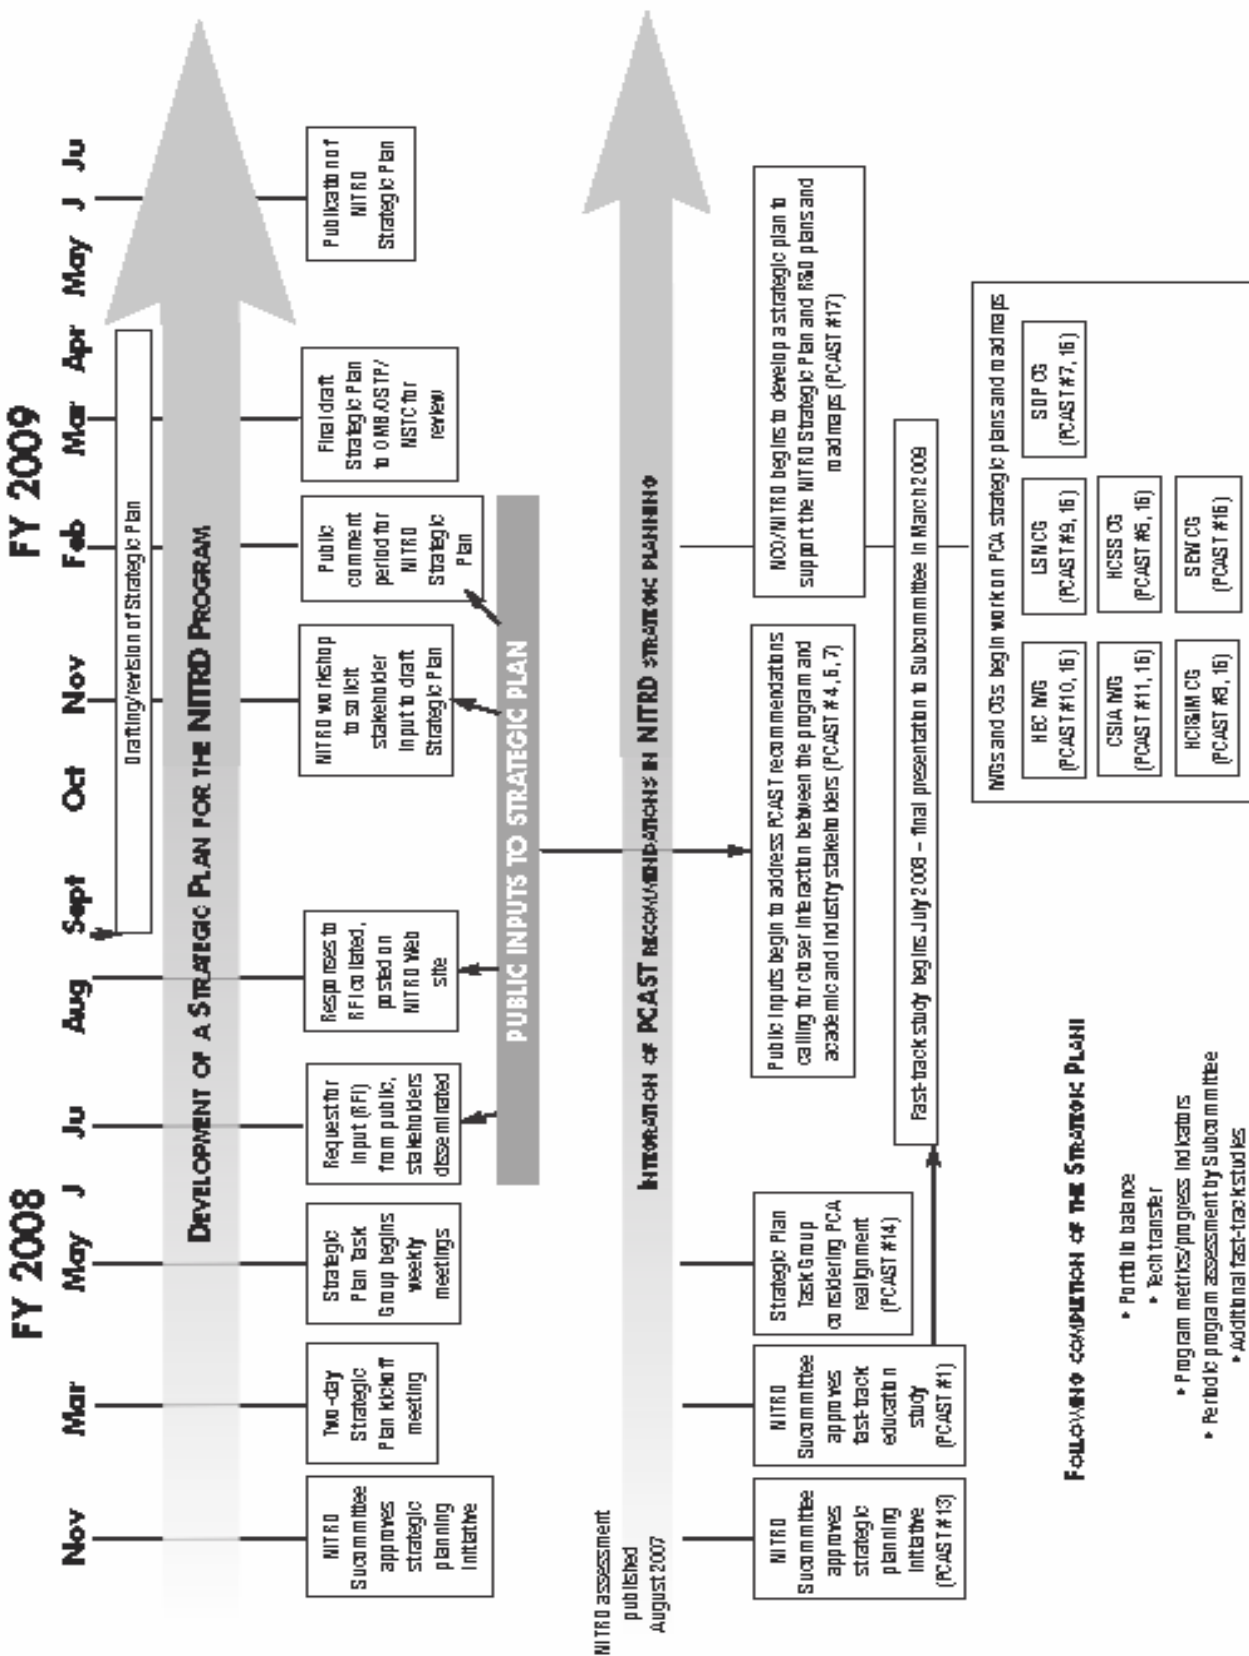 FY 2008
FY 2009
Nov
Mar
May
J
Ju
Aug
Sept
Oct
Nov
Feb
Mar
Apr
May
J
Ju
Drafting/revision of Strategic Plan
DEVELOPMENT OF A STRATEGIC PLAN FOR THE NITRD PROGRAM
NITRD
Sucommittee
approves
strategic
planning
initiative
Two-day
Strategic
Plan kickoff
meeting
Strategic
Plan Task
Group begins
weekly
meetings
Request for
Input (RFI)
from public,
stakeholders
disseminated
Responses to
RFI collated,
posted on
NITRD Web
site
NITRD workshop
to solicit
stakeholder
input to draft
Strategic Plan
Public
comment
period for
NITRD
Strategic
Plan
Final draft
Strategic Plan
to OMB/OSTP/
NSTC for
review
Publication of
NITRD
Strategic Plan
PUBLIC INPUTS TO STRATEGIC PLAN
NITRD assessment
published
August 2007
INTEGRATION OF PCAST RECOMMENDATIONS IN NITRD STRATEGIC PLANNING
NITRD
Sucommittee
approves
strategic
planning
initiative
(PCAST #13)
NITRD
Sucommittee
approves
fast-track
education
study
(PCAST #1)
Strategic Plan
Task Group
considering PCA
realignment
(PCAST #14)
Public inputs begin to address PCAST recommendations
calling for closer interaction between the program and
academic and industry stakeholders (PCAST #4, 6, 7)
NCO/NITRD begins to develop a strategic plan to
support the NITRD Strategic Plan and R&D plans and
roadmaps (PCAST #17)
Fast-track study begins July 2008 – final presentation to Subcommittee in March 2009
IWGs and CGs begin work on PCA strategic plans and roadmaps
HEC IWG
(PCAST #10, 16)
LSN CG
(PCAST #9, 16)
SDP CG
(PCAST #7, 16)
CSIA IWG
(PCAST #11, 16)
HCSS CG
(PCAST #6, 16)
HCI&IM CG
(PCAST #8, 16)
SEW CG
(PCAST #16)
FOLLOWING COMPLETION OF THE STRATEGIC PLAN:
• Portfolio balance
• Tech transfer
• Program metrics/progress indicators
• Periodic program assessment by Subcommittee
• Additional fast-track studies